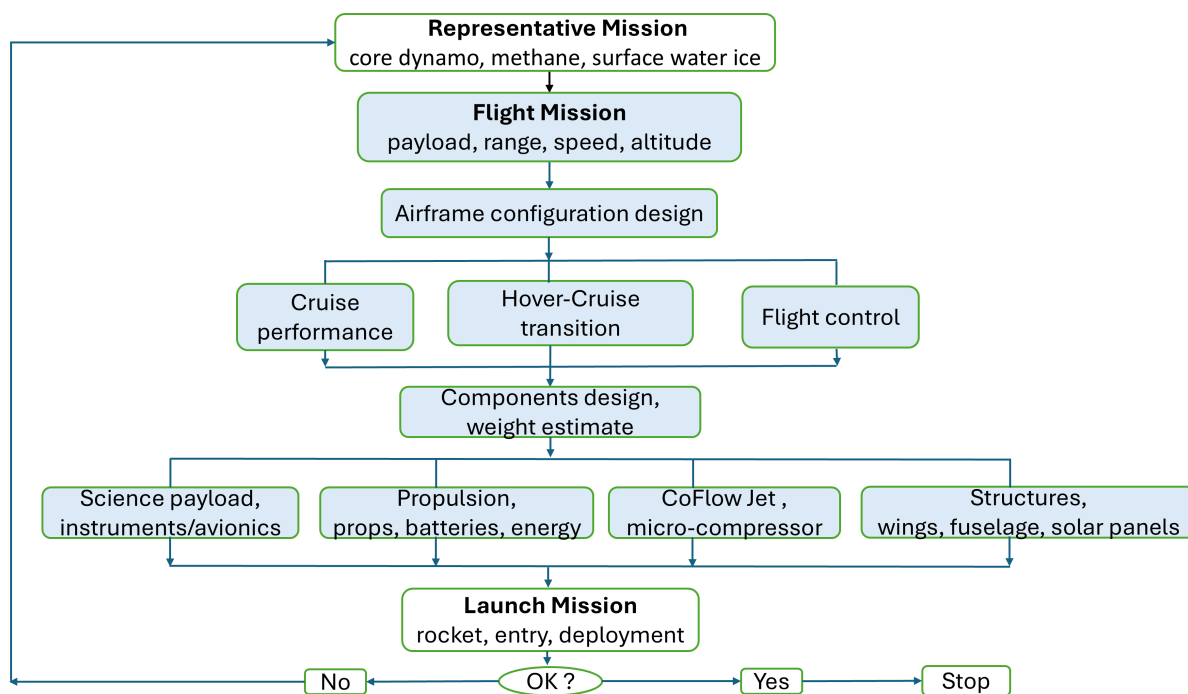 Representative Mission
core dynamo, methane, surface water ice
Flight Mission
payload, range, speed, altitude
Airframe configuration design
Cruise
performance
Hover-Cruise
transition
Flight control
Components design,
weight estimate
Science payload,
instruments/avionics
Propulsion,
props, batteries, energy
CoFlow Jet ,
micro-compressor
Structures,
wings, fuselage, solar panels
Launch Mission
rocket, entry, deployment
No
OK ?
Yes
Stop